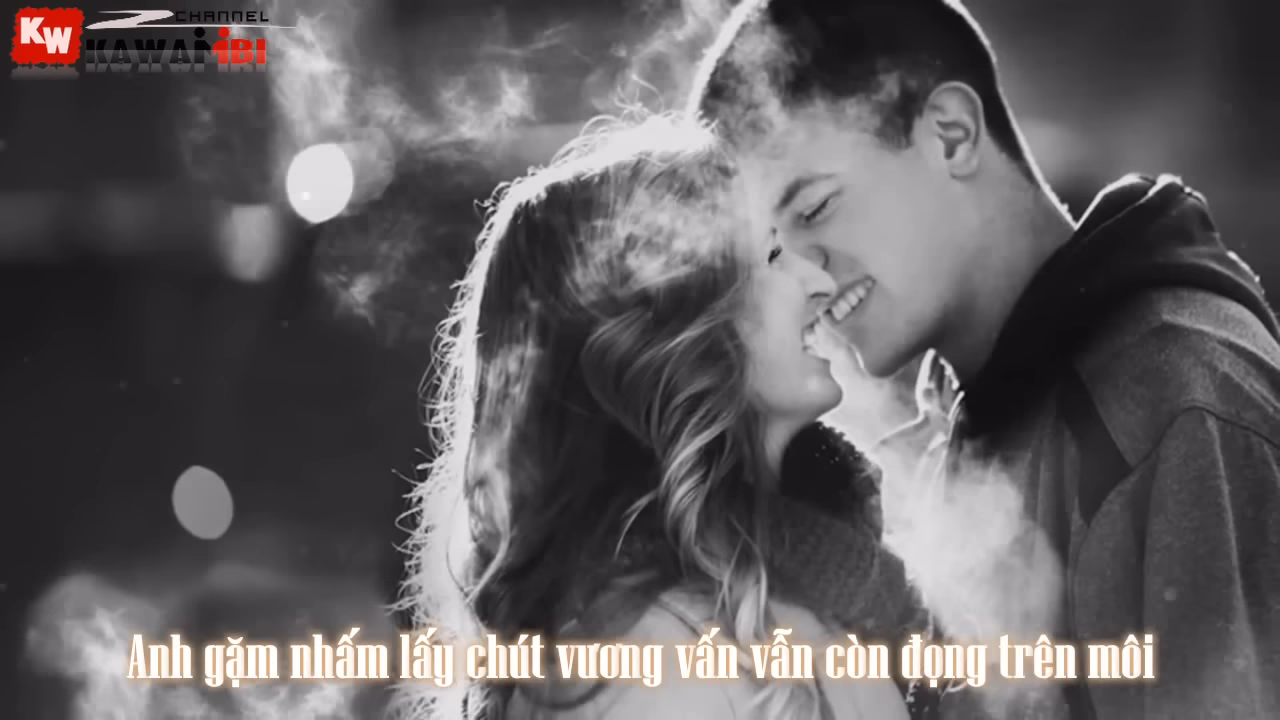 KW
CHANNEL
KAWAIIBI
Anh gặm nhấm lấy chút vương vấn vẫn còn đọng trên môi